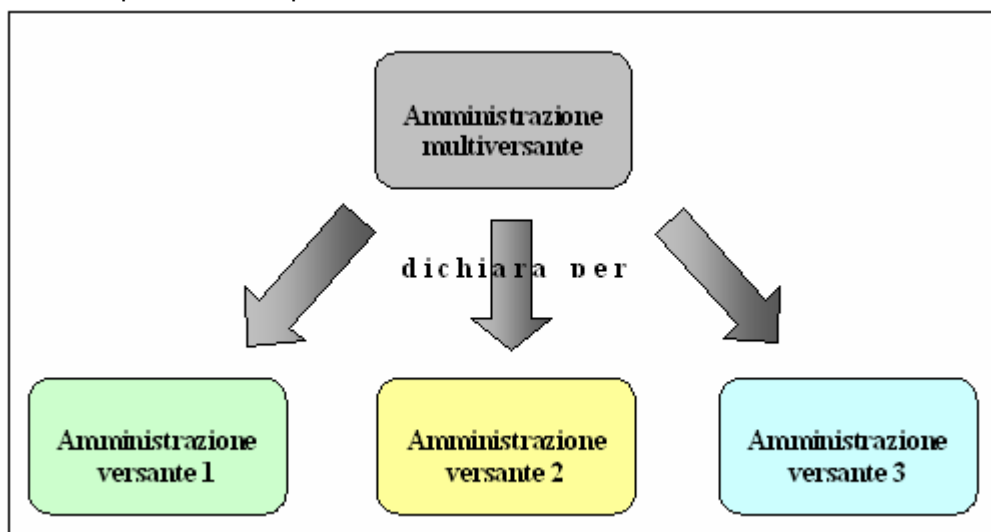 Amministrazione
multiversante
dichiara per
Amministrazione
versante 1
Amministrazione
versante 2
Amministrazione
versante 3